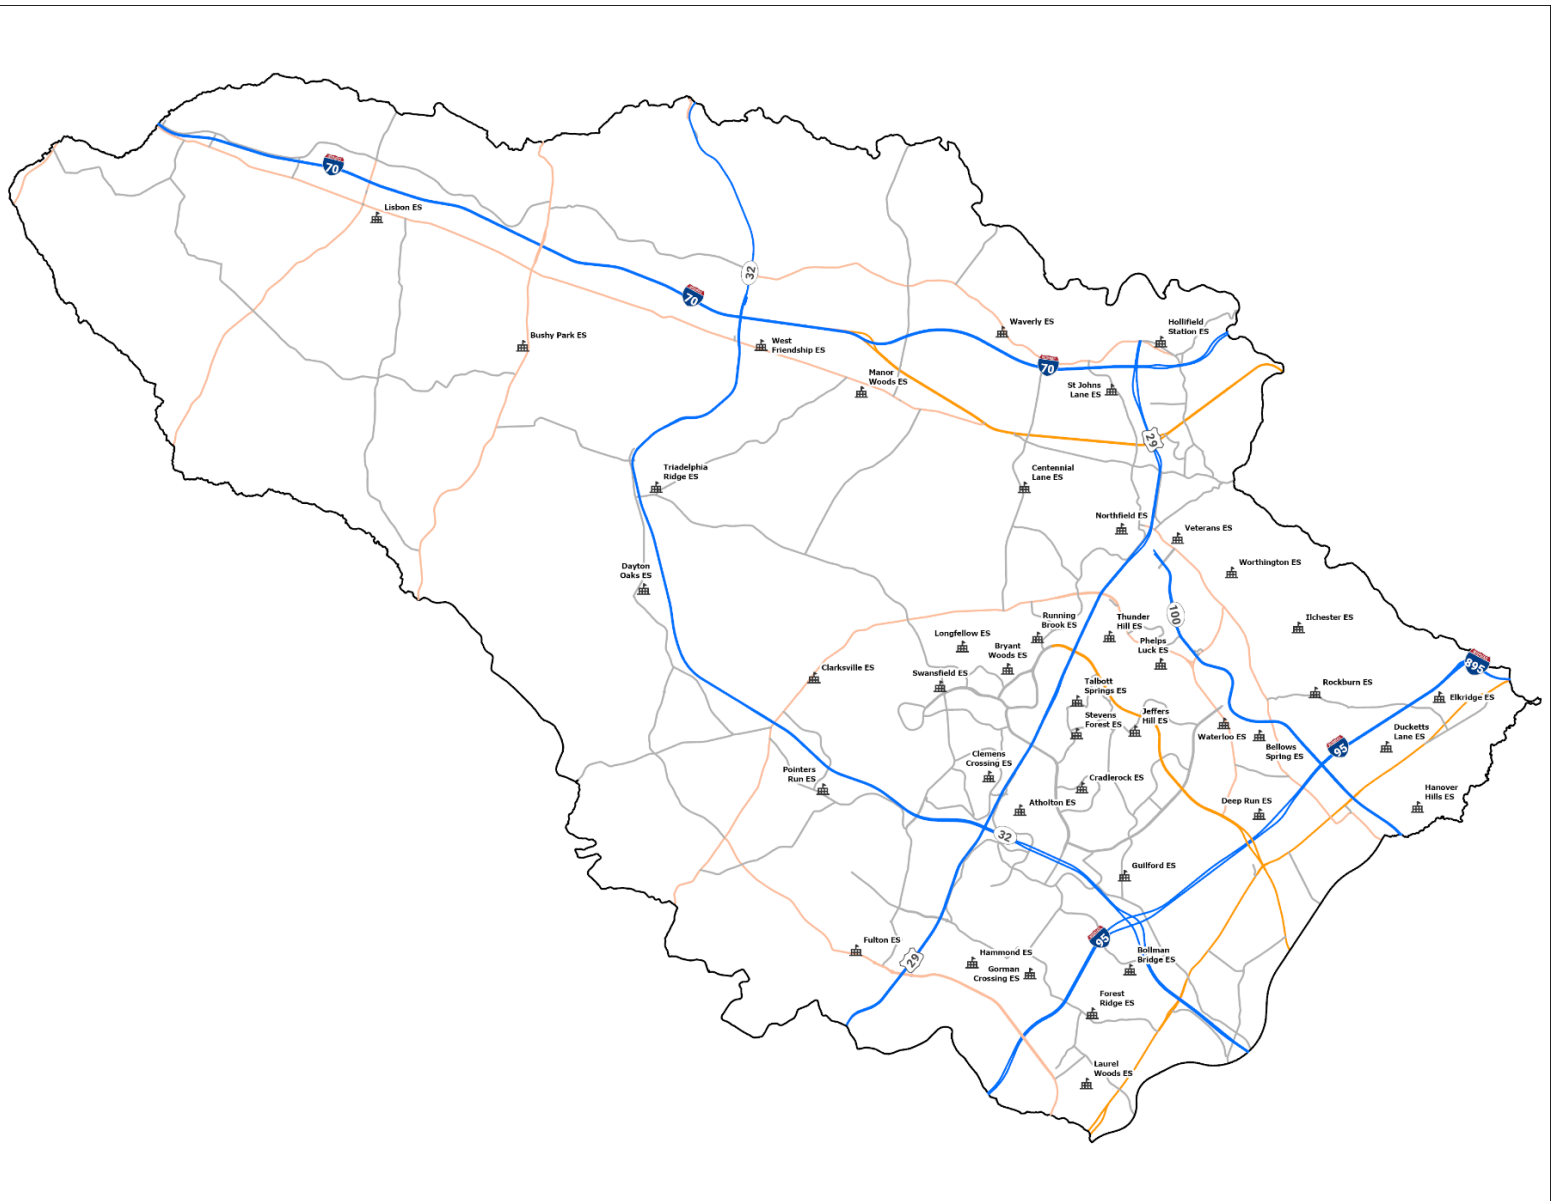 70
Lisbon ES
32
70
Bushy Park ES
West
Friendship ES
Manor
Woods ES
Waverly ES
Hollifield
Station ES
70
St Johns
Lane ES
29
Triadelphia
Ridge ES
Centennial
Lane ES
Northfield ES
Veterans ES
Dayton
Oaks ES
Worthington ES
100
Ilchester ES
Running
Brook ES
Thunder
Hill ES
Longfellow ES
Bryant
Woods ES
Phelps
Luck ES
Clarksville ES
Swansfield ES
Talbott
Springs ES
Rockburn ES
895
Elkridge ES
Stevens
Forest ES
Jeffers
Hill ES
Waterloo ES
Bellows
Spring ES
95
Ducketts
Lane ES
Pointers
Run ES
Clemens
Crossing ES
Cradlerock ES
Atholton ES
Deep Run ES
Hanover
Hills ES
32
Guilford ES
Fulton ES
29
Hammond ES
Gorman
Crossing ES
95
Bollman
Bridge ES
Forest
Ridge ES
Laurel
Woods ES